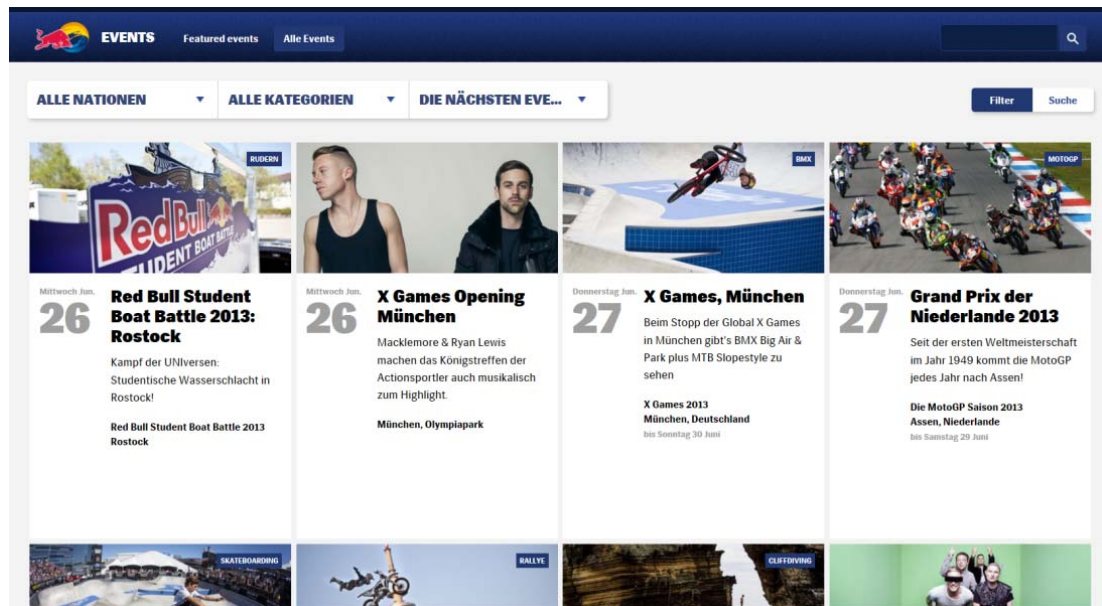 EVENTS
Featured events
Alle Events
ALLE NATIONEN
ALLE KATEGORIEN
DIE NÄCHSTEN EVE...
Filter
Suche
RUDERN
Red Bull
STUDENT BOAT BATTLE
Mittwoch Jun.
26
Red Bull Student
Boat Battle 2013:
Rostock
Kampf der UNIversen:
Studentische Wasserschlacht in
Rostock!
Red Bull Student Boat Battle 2013
Rostock
Mittwoch Jun.
26
X Games Opening
München
Macklemore & Ryan Lewis
machen das Königstreffen der
Actionsportler auch musikalisch
zum Highlight.
München, Olympiapark
BMX
Donnerstag Jun.
27
X Games, München
Beim Stopp der Global X Games
in München gibt's BMX Big Air &
Park plus MTB Slopestyle zu
sehen
X Games 2013
München, Deutschland
bis Sonntag 30 Juni
MOTOGP
Donnerstag Jun.
27
Grand Prix der
Niederlande 2013
Seit der ersten Weltmeisterschaft
im Jahr 1949 kommt die MotoGP
jedes Jahr nach Assen!
Die MotoGP Saison 2013
Assen, Niederlande
bis Samstag 29 Juni
SKATEBOARDING
RALLYE
CLIFFDIVING